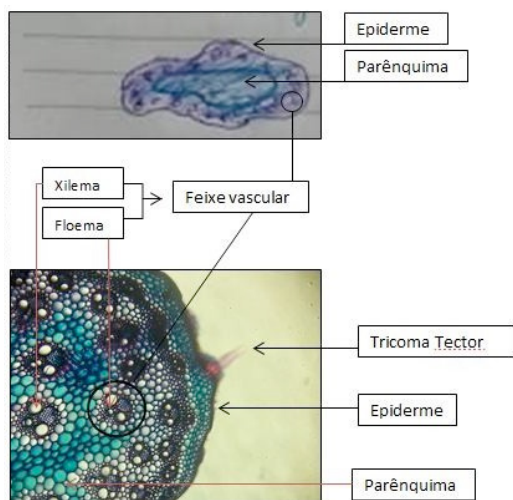 Epiderme
Parênquima
Xilema
Feixe vascular
Floema
Tricoma Tector
Epiderme
Parênquima